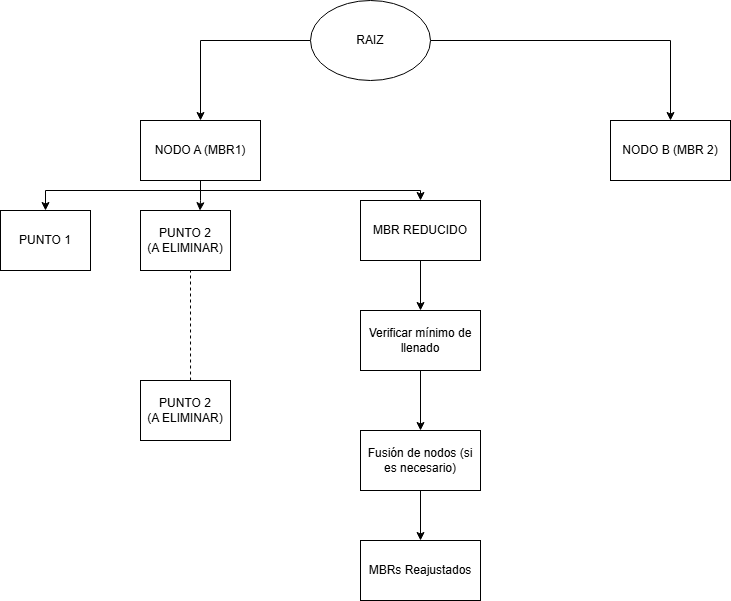 RAIZ
NODO A (MBR1)
NODO B (MBR 2)
PUNTO 1
PUNTO 2
(A ELIMINAR)
MBR REDUCIDO
Verificar mínimo de
llenado
PUNTO 2
(A ELIMINAR)
Fusión de nodos (si
es necesario)
MBRs Reajustados